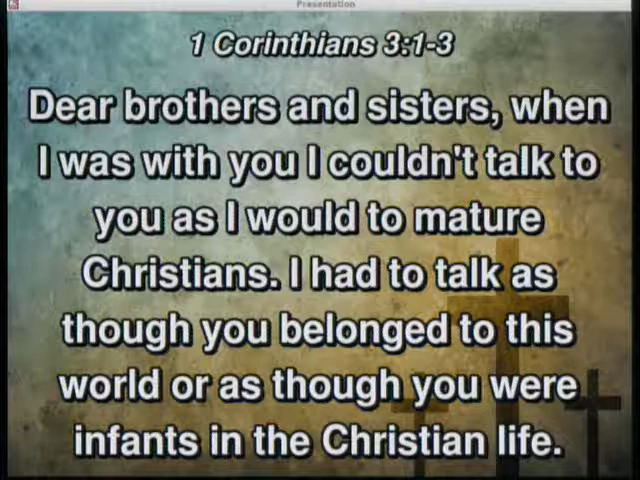 Presentation
1 Corinthians 3:1-3
Dear brothers and sisters, when
I was with you I couldn't talk to
you as I would to mature
Christians. I had to talk as
though you belonged to this
world or as though you were
infants in the Christian life.